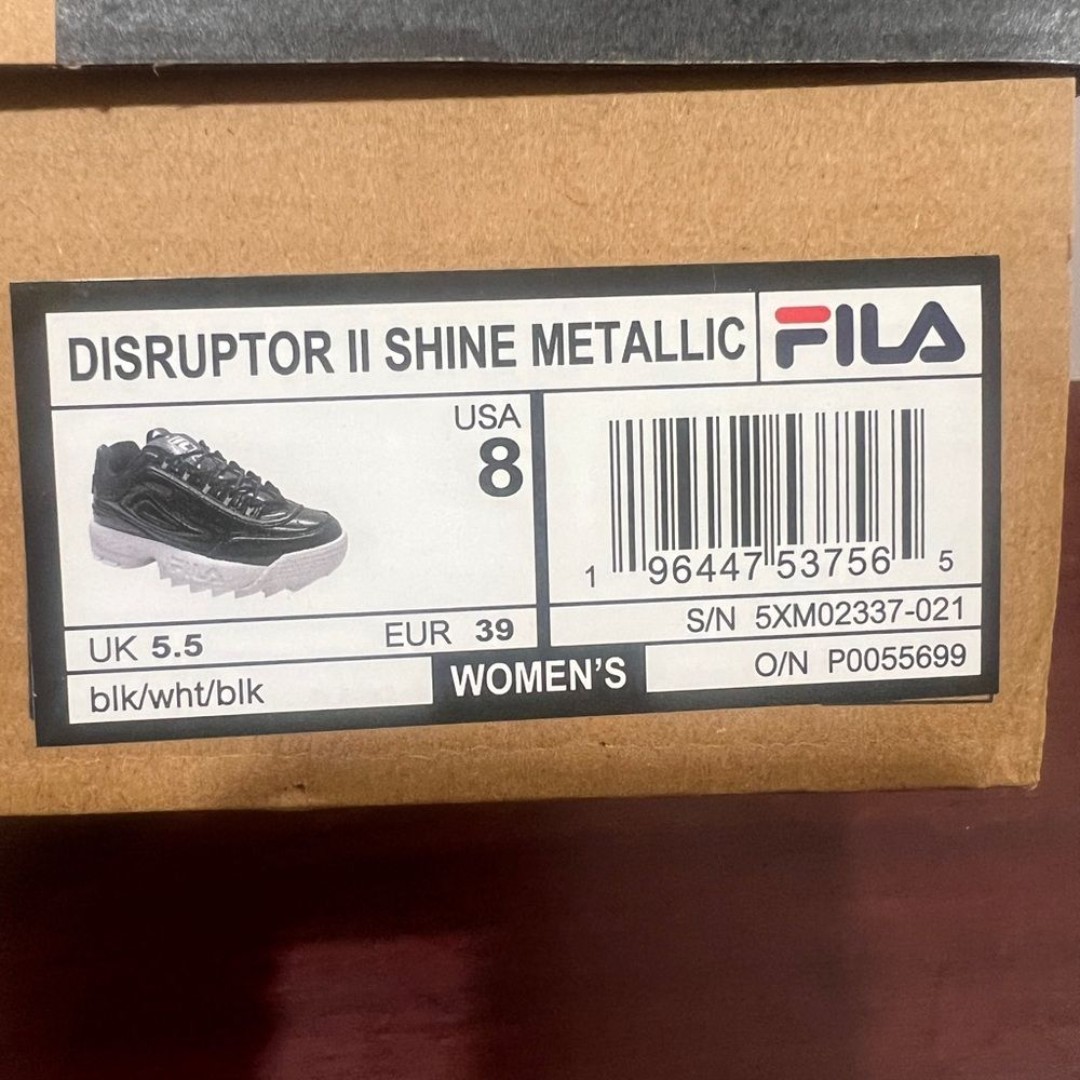 DISRUPTOR II SHINE METALLIC
FILA
USA
8
1 96447 53756 5
UK 5.5 EUR 39
S/N 5XM02337-021
blk/wht/blk
WOMEN'S
O/N P0055699